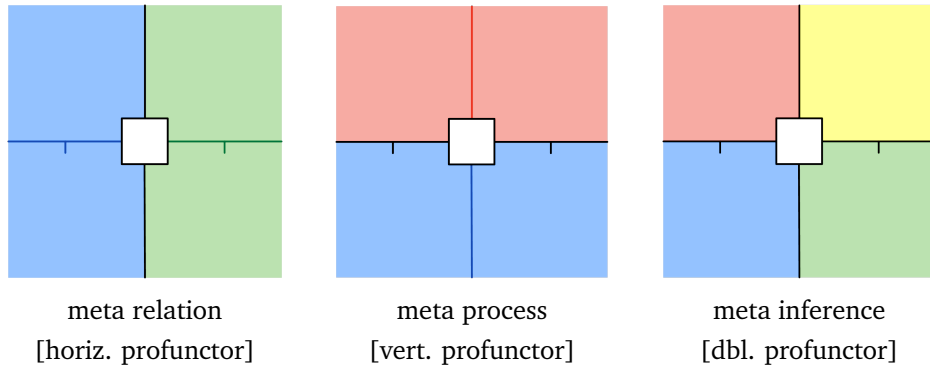 meta relation
[horiz. profunctor]
meta process
[vert. profunctor]
meta inference
[dbl. profunctor]